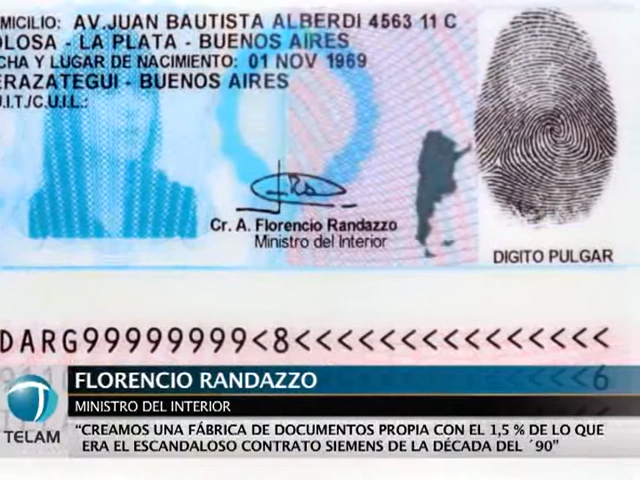 MICILIO: AV.JUAN BAUTISTA ALBERDI 4563 11 C
OLOSA - LA PLATA - BUENOS AIRES
CHA Y LUGAR DE NACIMIENTO: 01 NOV 1969
ERAZATEGUI - BUENOS AIRES
U.I.T./C.U.I.L.:
Cr. A. Florencio Randazzo
Ministro del Interior
DIGITO PULGAR
DARG99999999<8<<<<<<<<<<<<<<<
6
FLORENCIO RANDAZZO
MINISTRO DEL INTERIOR
TELAM
“CREAMOS UNA FÁBRICA DE DOCUMENTOS PROPIA CON EL 1,5 % DE LO QUE
ERA EL ESCANDALOSO CONTRATO SIEMENS DE LA DÉCADA DEL ´90”